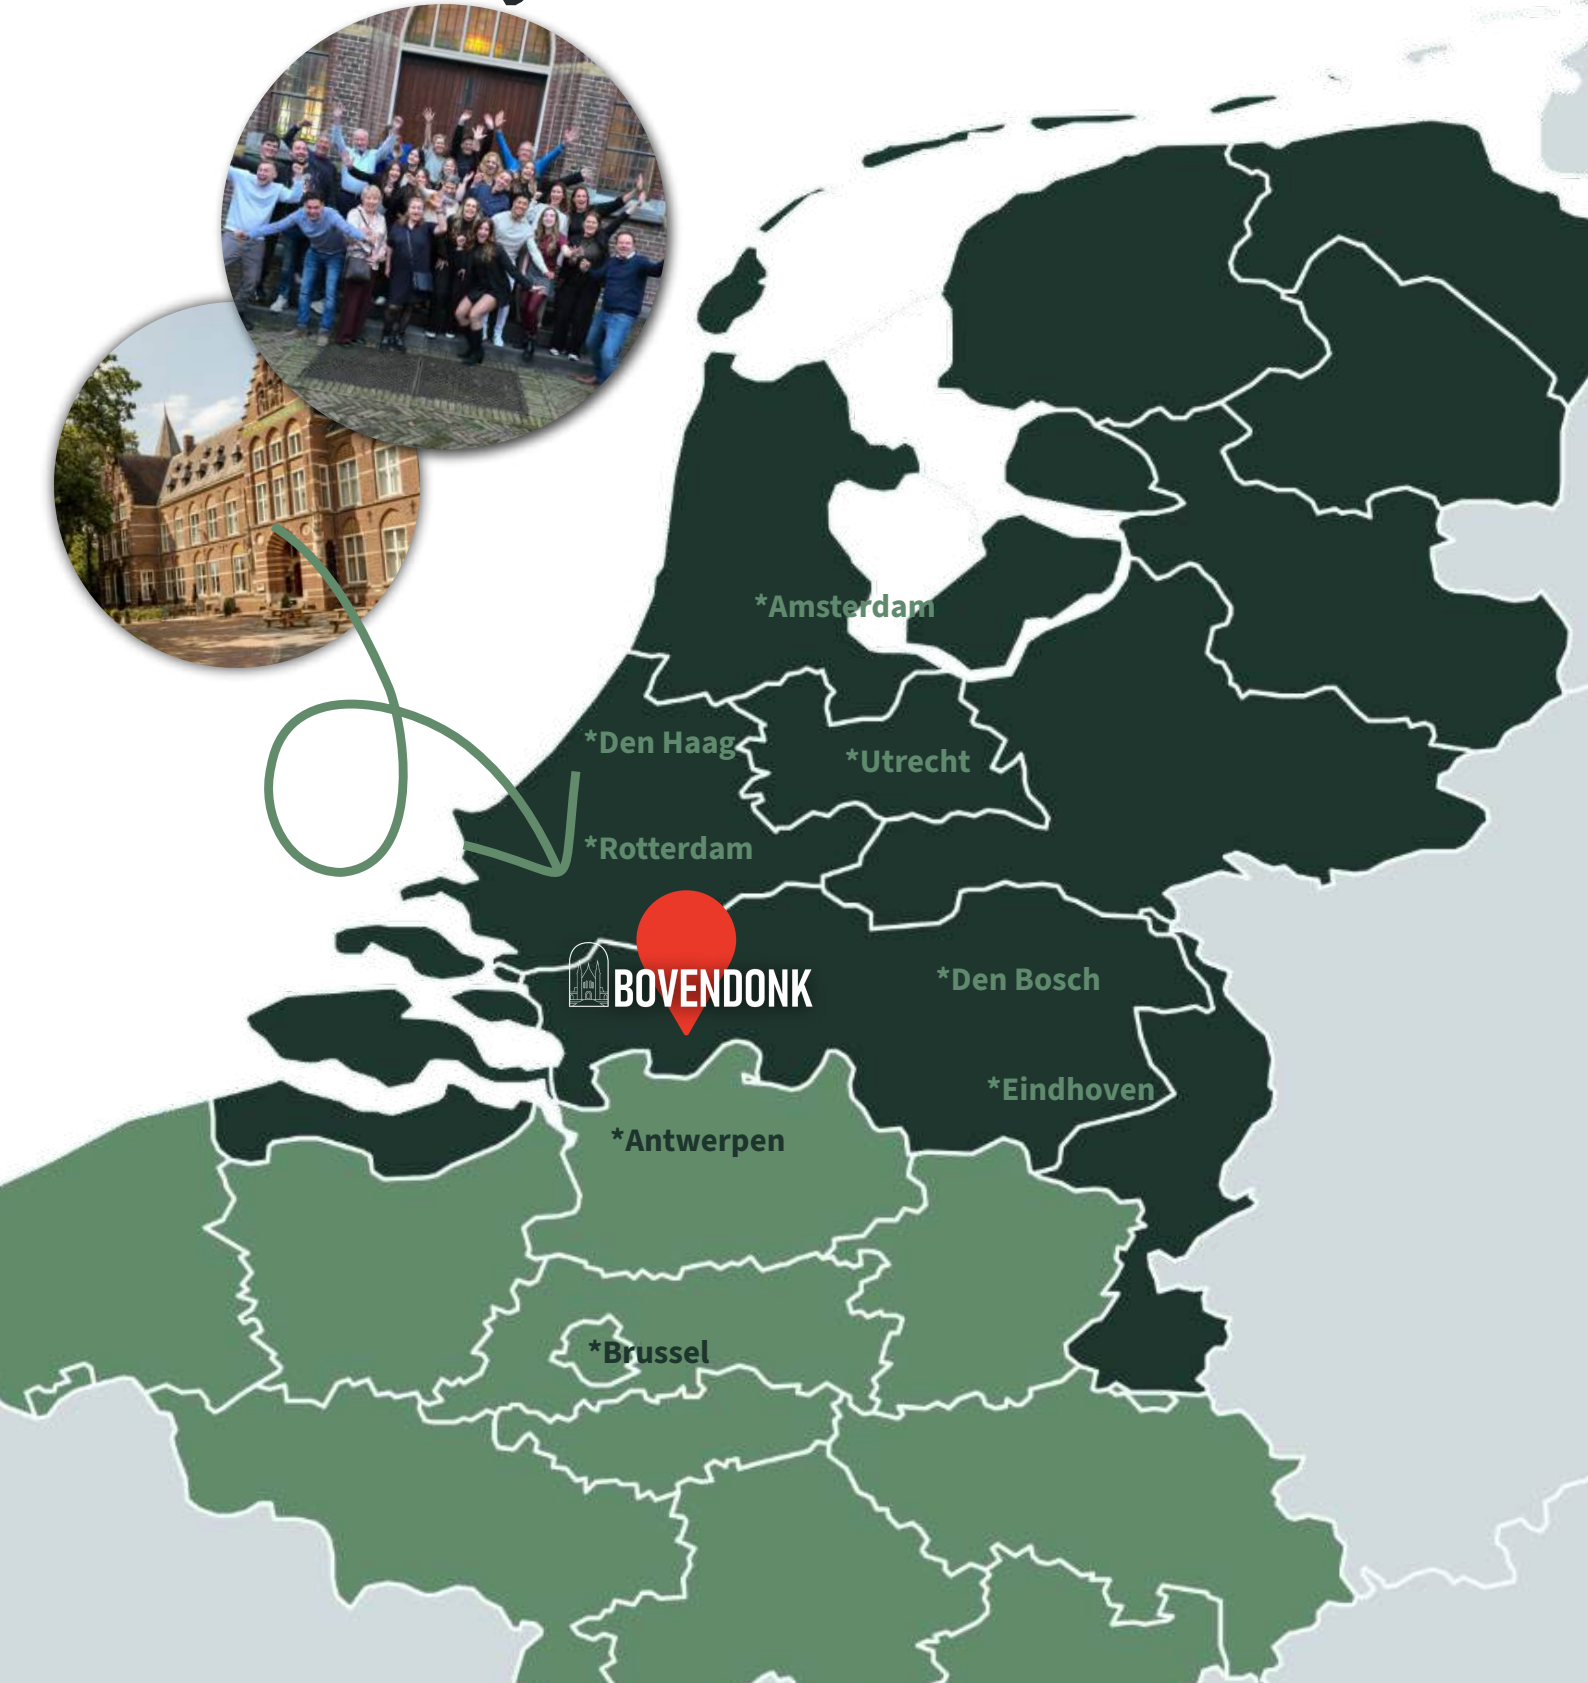 *Amsterdam
*Den Haag
*Utrecht
*Rotterdam
BOVENDONK
*Den Bosch
*Eindhoven
*Antwerpen
*Brussel